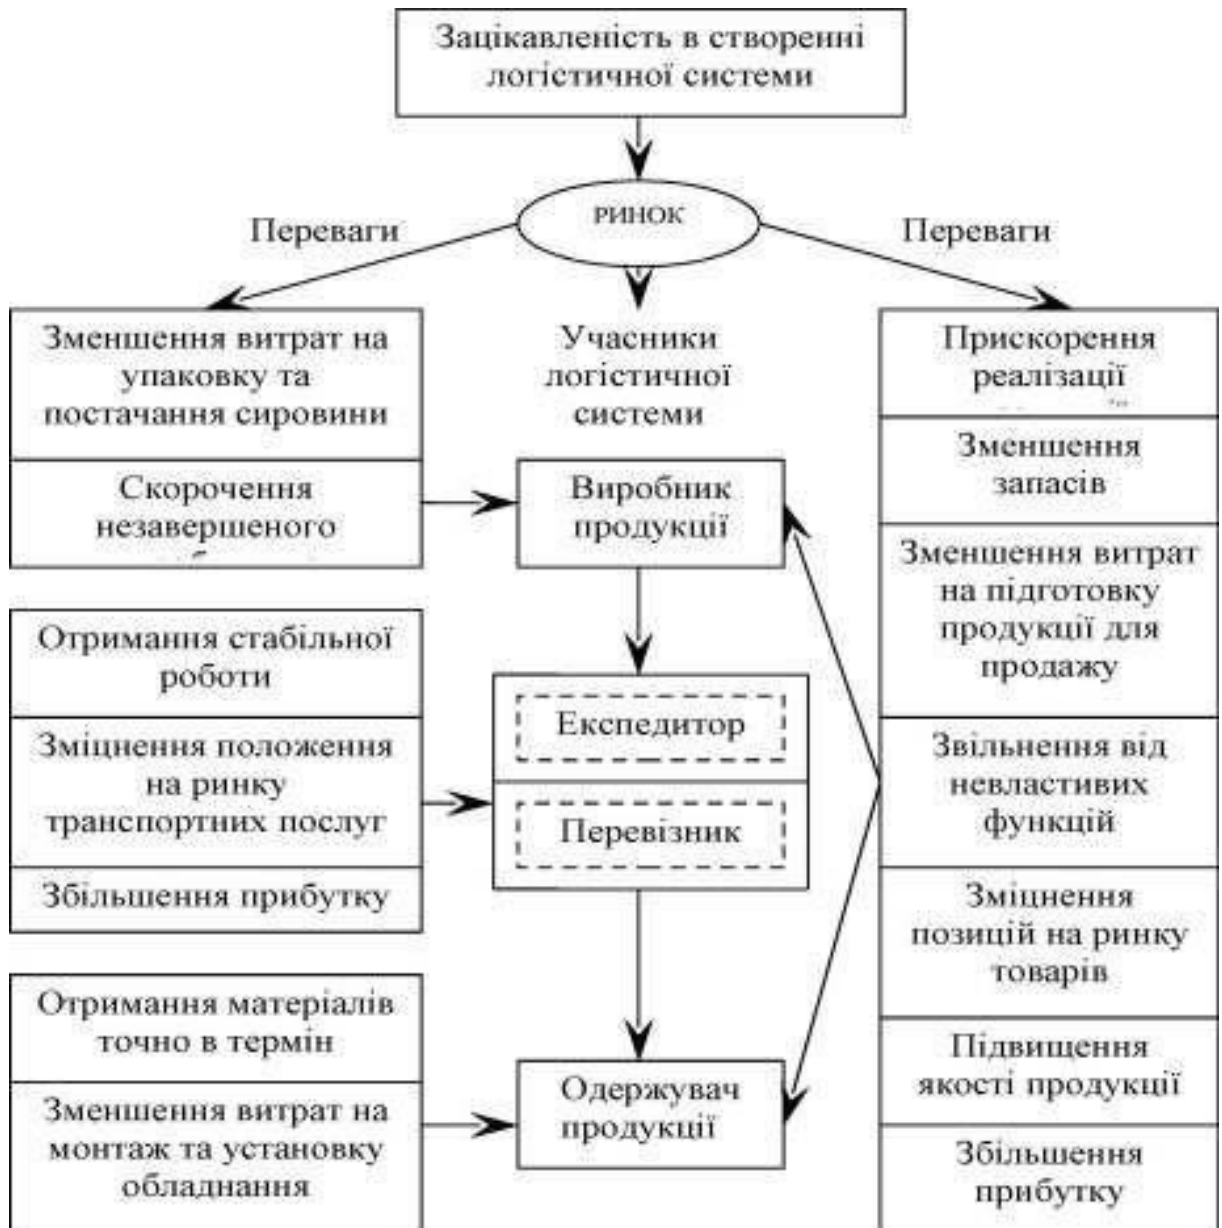 Зацікавленість в створенні
логістичної системи
РИНОК
Переваги
Переваги
Зменшення витрат на
упаковку та
постачання сировини
Скорочення
незавершеного
Отримання стабільної
роботи
Зміцнення положення
на ринку
транспортних послуг
Збільшення прибутку
Отримання матеріалів
точно в термін
Зменшення витрат на
монтаж та установку
обладнання
Учасники
логістичної
системи
Виробник
продукції
Експедитор
Перевізник
Одержувач
продукції
Прискорення
реалізації
Зменшення
запасів
Зменшення витрат
на підготовку
продукції для
продажу
Звільнення від
невластивих
функцій
Зміцнення
позицій на ринку
товарів
Підвищення
якості продукції
Збільшення
прибутку